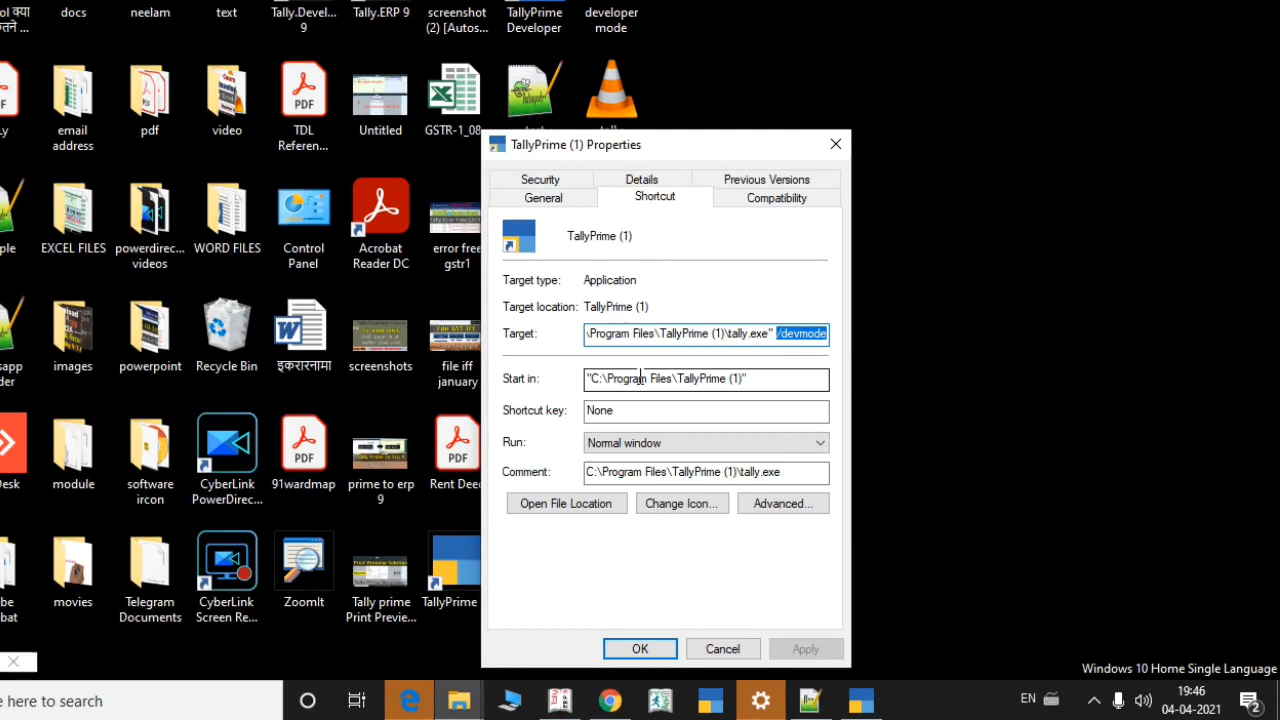 ol क्या
docs
neelam
text
Tally.Devel...
9
Tally.ERP 9
screenshot
(2) [Autos...
TallyPrime
Developer
developer
mode
email
address
pdf
video
TDL
Referen...
Untitled
GSTR-1_08
TallyPrime (1) Properties
Security
Details
Previous Versions
General
Shortcut
Compatibility
TallyPrime (1)
Target type:
Application
Target location:
TallyPrime (1)
Target:
\Program Files\TallyPrime (1)\tally.exe" /devmode
Start in:
"C:\Program Files\TallyPrime (1)"
Shortcut key:
None
Run:
Normal window
Comment:
C:\Program Files\TallyPrime (1)\tally.exe
Open File Location
Change Icon...
Advanced...
OK
Cancel
Apply
ple
EXCEL FILES
powerdirec...
videos
WORD FILES
Control
Panel
Acrobat
Reader DC
error free
gstr1
images
powerpoint
Recycle Bin
इकरारनामा
screenshots
file iff
january
Desk
module
software
ircon
CyberLink
PowerDirec...
91wardmap
prime to erp
9
Rent Deed
movies
Telegram
Documents
CyberLink
Screen Re...
ZoomIt
Tally prime
Print Previe...
TallyPrime
Windows 10 Home Single Language
here to search
EN
19:46
04-04-2021
2